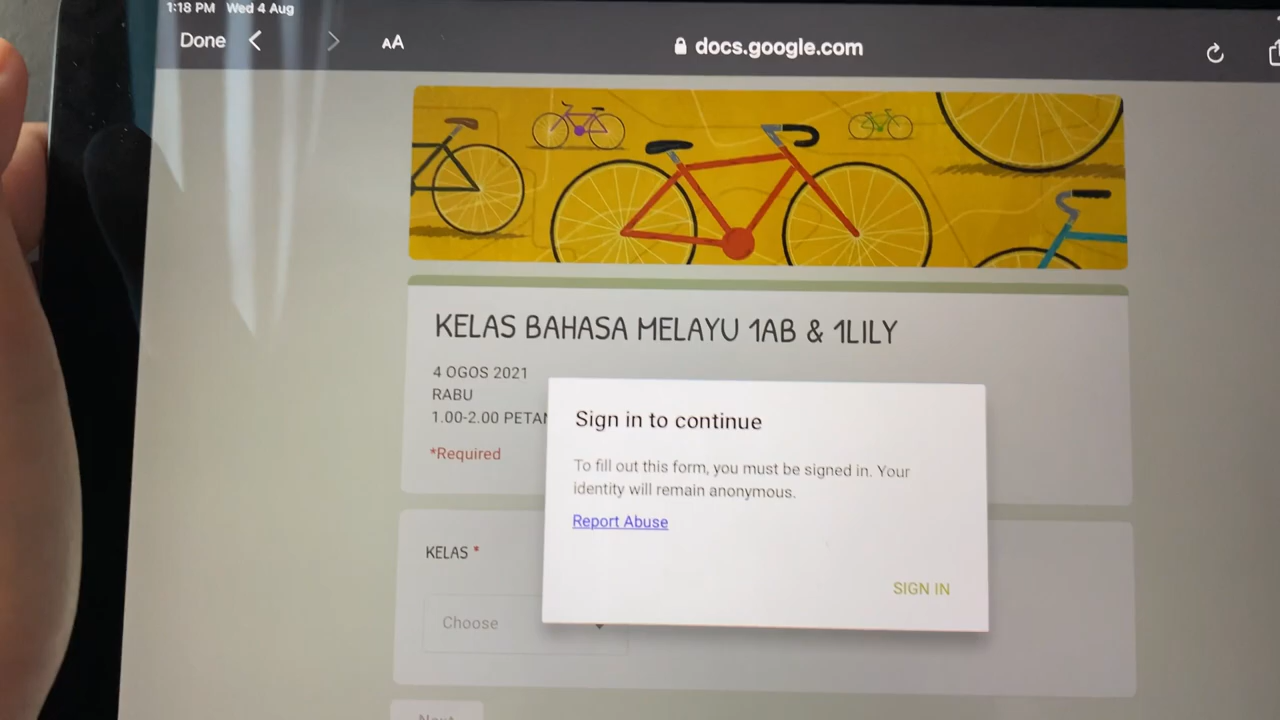 1:18 PM Wed 4 Aug
Done
AA
docs.google.com
KELAS BAHASA MELAYU 1AB & 1LILY
4 OGOS 2021
RABU
1.00-2.00
*Required
Sign in to continue
To fill out this form, you must be signed in. Your
identity will remain anonymous.
Report Abuse
SIGN IN
KELAS *
Choose